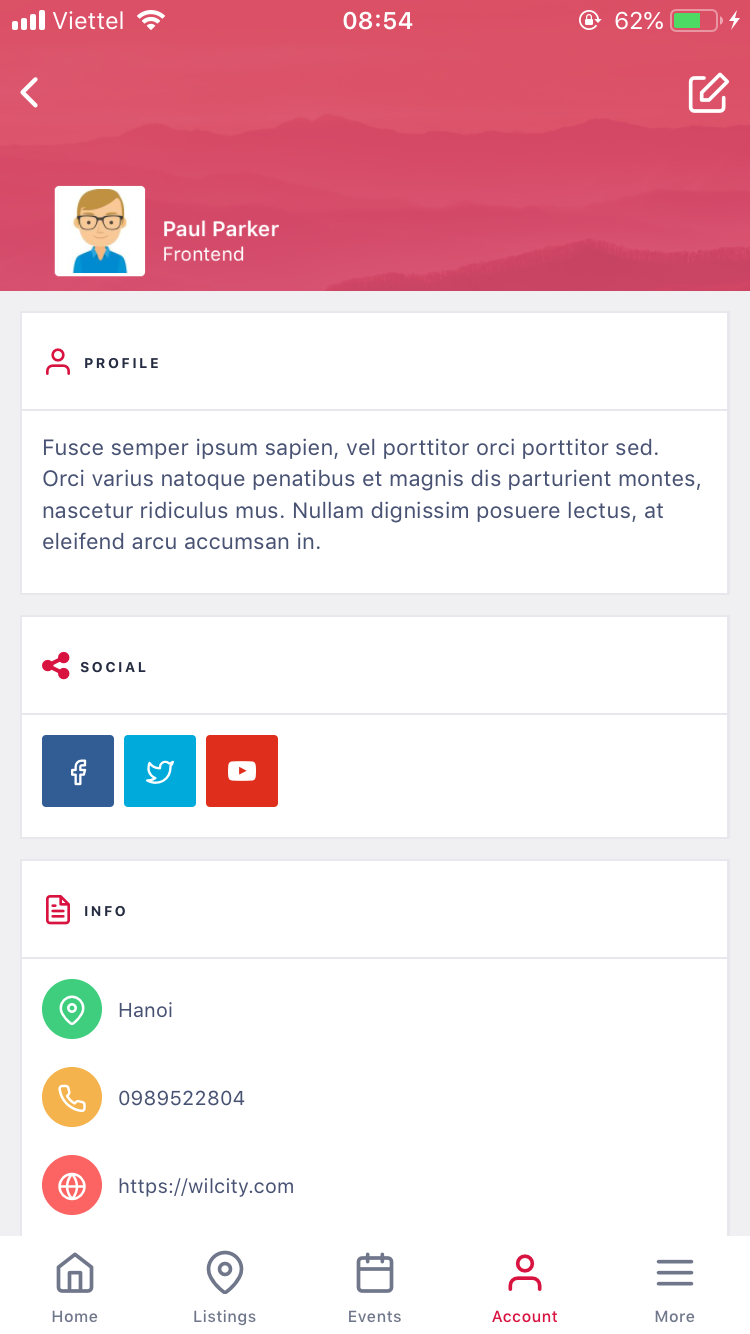 Viettel 08:54 62%
Paul Parker
Frontend
PROFILE
Fusce semper ipsum sapien, vel porttitor orci porttitor sed.
Orci varius natoque penatibus et magnis dis parturient montes,
nascetur ridiculus mus. Nullam dignissim posuere lectus, at
eleifend arcu accumsan in.
SOCIAL
INFO
Hanoi
0989522804
https://wilcity.com
Home Listings Events Account More